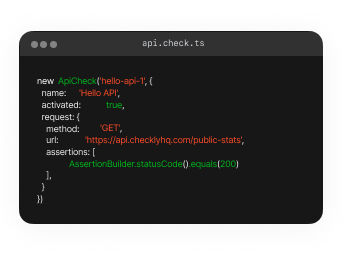 api.check.ts
new ApiCheck('hello-api-1', {
name: 'Hello API',
activated: true,
request: {
method: 'GET',
url: 'https://api.checklyhq.com/public-stats',
assertions: [
AssertionBuilder.statusCode().equals(200)
],
}
})